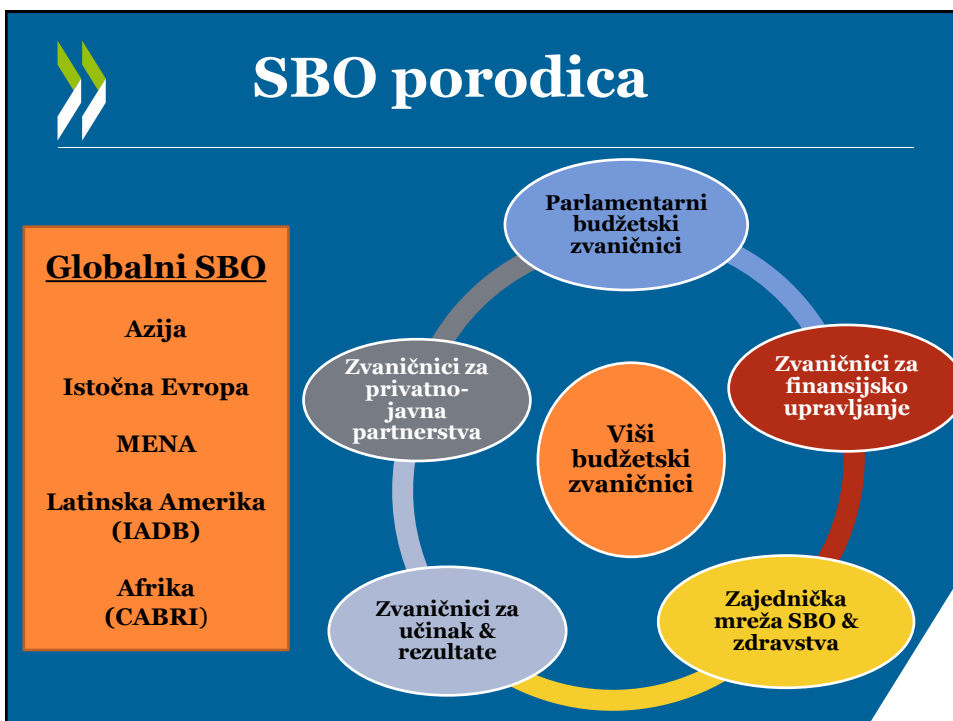 SBO porodica
Globalni SBO
Azija
Istočna Evropa
MENA
Latinska Amerika
(IADB)
Afrika
(CABRI)
Parlamentarni
budžetski
zvaničnici
Zvaničnici za
finansijsko
upravljanje
Zajednička
mreža SBO &
zdravstva
Zvaničnici za
učinak &
rezultate
Zvaničnici za
privatno-
javna
partnerstva
Viši
budžetski
zvaničnici